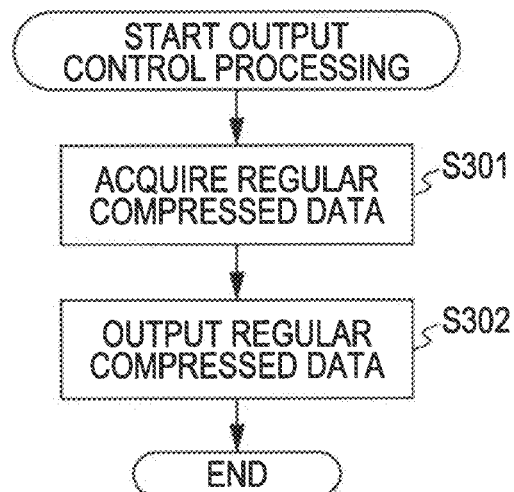 START OUTPUT
CONTROL PROCESSING
ACQUIRE REGULAR
COMPRESSED DATA
S301
OUTPUT REGULAR
COMPRESSED DATA
S302
END